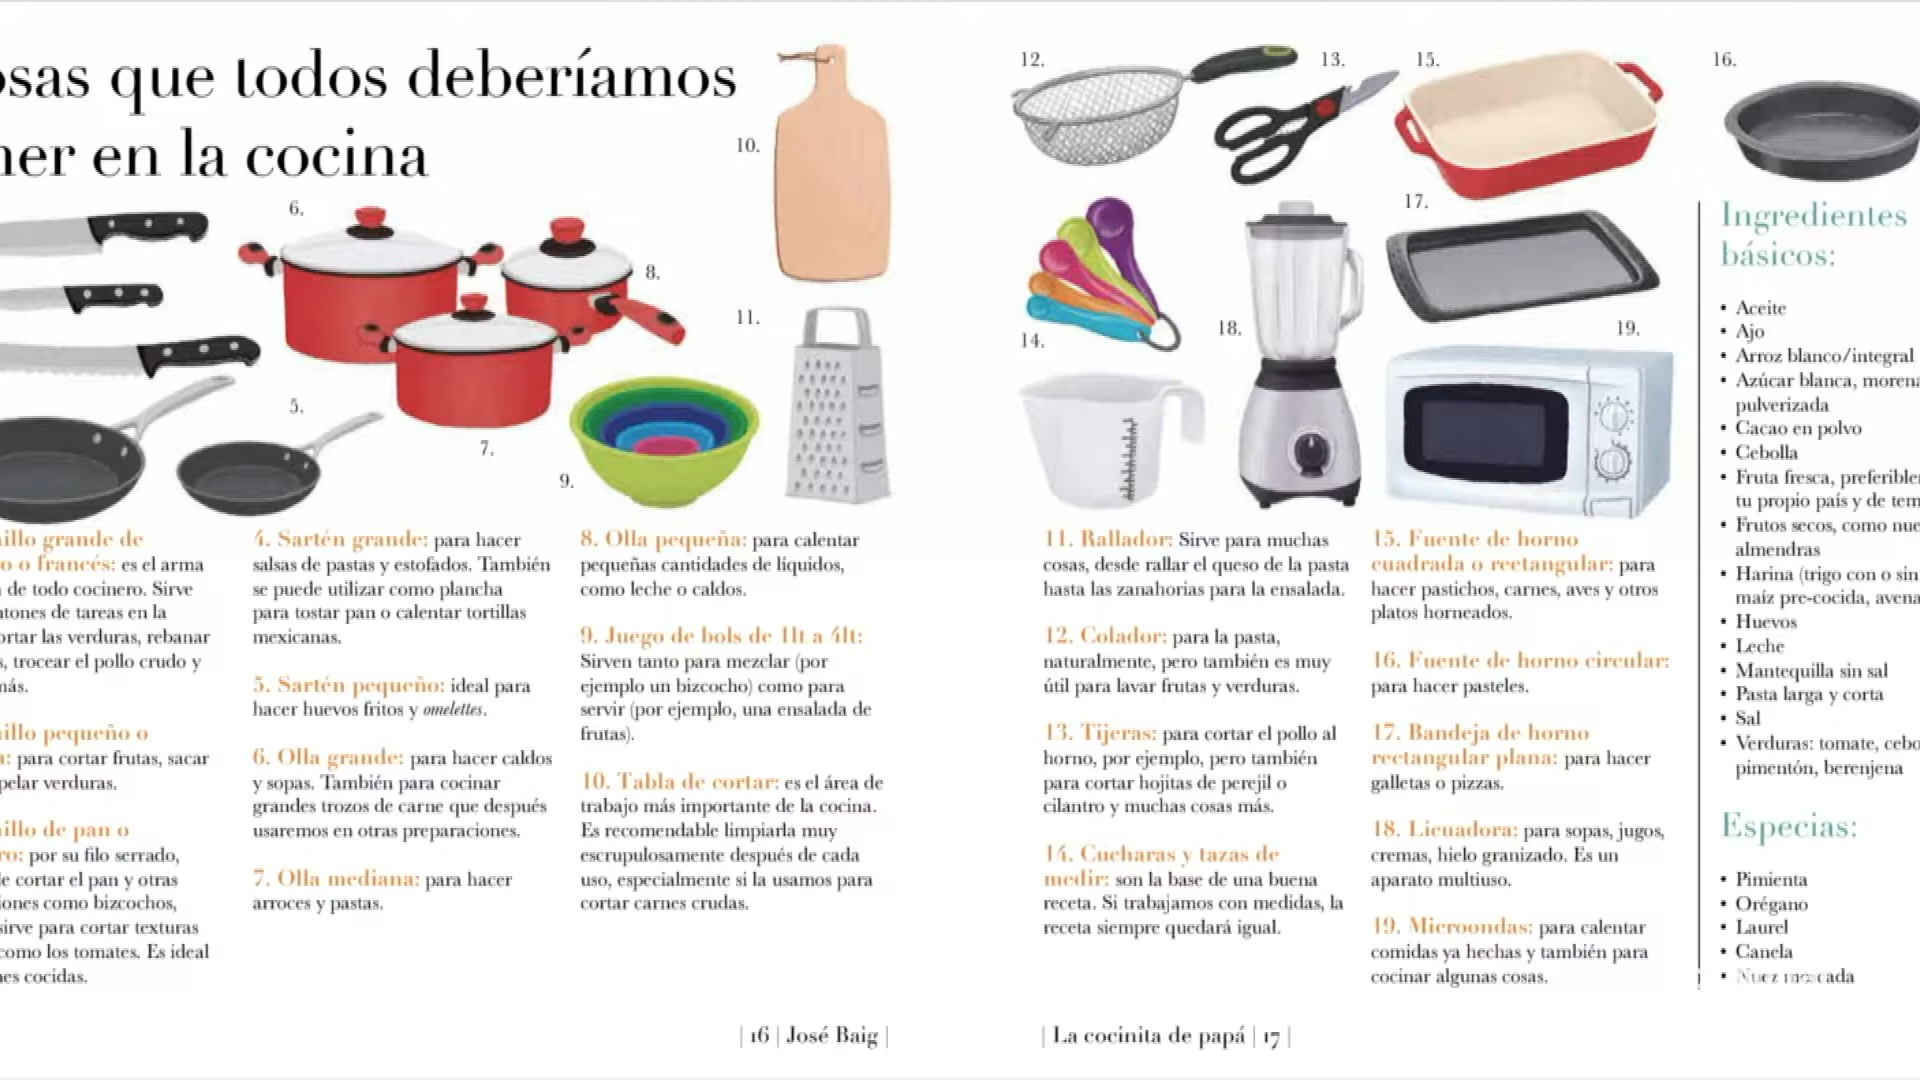 osas que todos deberíamos
ner en la cocina
6.
8.
5.
7.
9.
10.
11.
illo grande de
o o francés: es el arma
de todo cocinero. Sirve
ntones de tareas en la
ortar las verduras, rebanar
s, trocear el pollo crudo y
más.
illo pequeño o
a: para cortar frutas, sacar
pelar verduras.
illo de pan o
ro: por su filo serrado,
e cortar el pan y otras
iones como bizcochos,
sirve para cortar texturas
como los tomates. Es ideal
nes cocidas.
4. Sartén grande: para hacer
salsas de pastas y estofados. También
se puede utilizar como plancha
para tostar pan o calentar tortillas
mexicanas.
5. Sartén pequeño: ideal para
hacer huevos fritos y omelettes.
6. Olla grande: para hacer caldos
y sopas. También para cocinar
grandes trozos de carne que después
usaremos en otras preparaciones.
7. Olla mediana: para hacer
arroces y pastas.
8. Olla pequeña: para calentar
pequeñas cantidades de líquidos,
como leche o caldos.
9. Juego de bols de 1lt a 4lt:
Sirven tanto para mezclar (por
ejemplo un bizcocho) como para
servir (por ejemplo, una ensalada de
frutas).
10. Tabla de cortar: es el área de
trabajo más importante de la cocina.
Es recomendable limpiarla muy
escrupulosamente después de cada
uso, especialmente si la usamos para
cortar carnes crudas.
| 16 | José Baig |
12.
13.
15.
16.
17.
14.
18.
19.
11. Rallador: Sirve para muchas
cosas, desde rallar el queso de la pasta
hasta las zanahorias para la ensalada.
12. Colador: para la pasta,
naturalmente, pero también es muy
útil para lavar frutas y verduras.
13. Tijeras: para cortar el pollo al
horno, por ejemplo, pero también
para cortar hojitas de perejil o
cilantro y muchas cosas más.
14. Cucharas y tazas de
medir: son la base de una buena
receta. Si trabajamos con medidas, la
receta siempre quedará igual.
15. Fuente de horno
cuadrada o rectangular: para
hacer pastichos, carnes, aves y otros
platos horneados.
16. Fuente de horno circular:
para hacer pasteles.
17. Bandeja de horno
rectangular plana: para hacer
galletas o pizzas.
18. Licuadora: para sopas, jugos,
cremas, hielo granizado. Es un
aparato multiuso.
19. Microondas: para calentar
comidas ya hechas y también para
cocinar algunas cosas.
Ingredientes
básicos:
• Aceite
• Ajo
• Arroz blanco/integral
• Azúcar blanca, morena
pulverizada
• Cacao en polvo
• Cebolla
• Fruta fresca, preferible
tu propio país y de tem
• Frutos secos, como nue
almendras
• Harina (trigo con o sin
maíz pre-cocida, avena
• Huevos
• Leche
• Mantequilla sin sal
• Pasta larga y corta
• Sal
• Verduras: tomate, cebo
pimentón, berenjena
Especias:
• Pimienta
• Orégano
• Laurel
• Canela
• Nuez moscada
| La cocinita de papá | 17 |